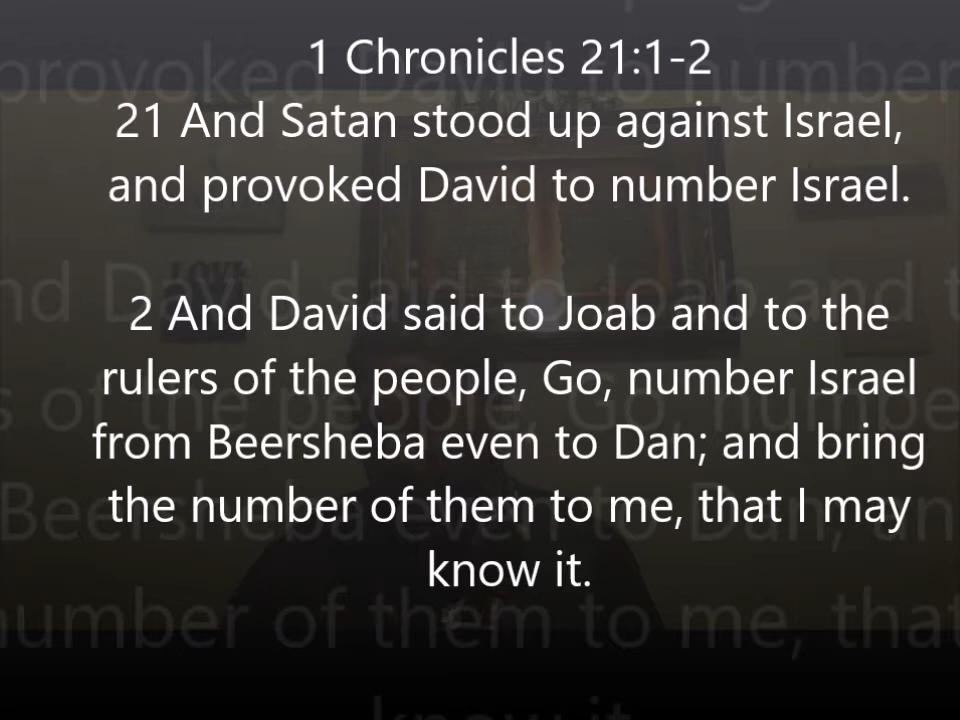 1 Chronicles 21:1-2
21 And Satan stood up against Israel,
and provoked David to number Israel.
2 And David said to Joab and to the
rulers of the people, Go, number Israel
from Beersheba even to Dan; and bring
the number of them to me, that I may
know it.